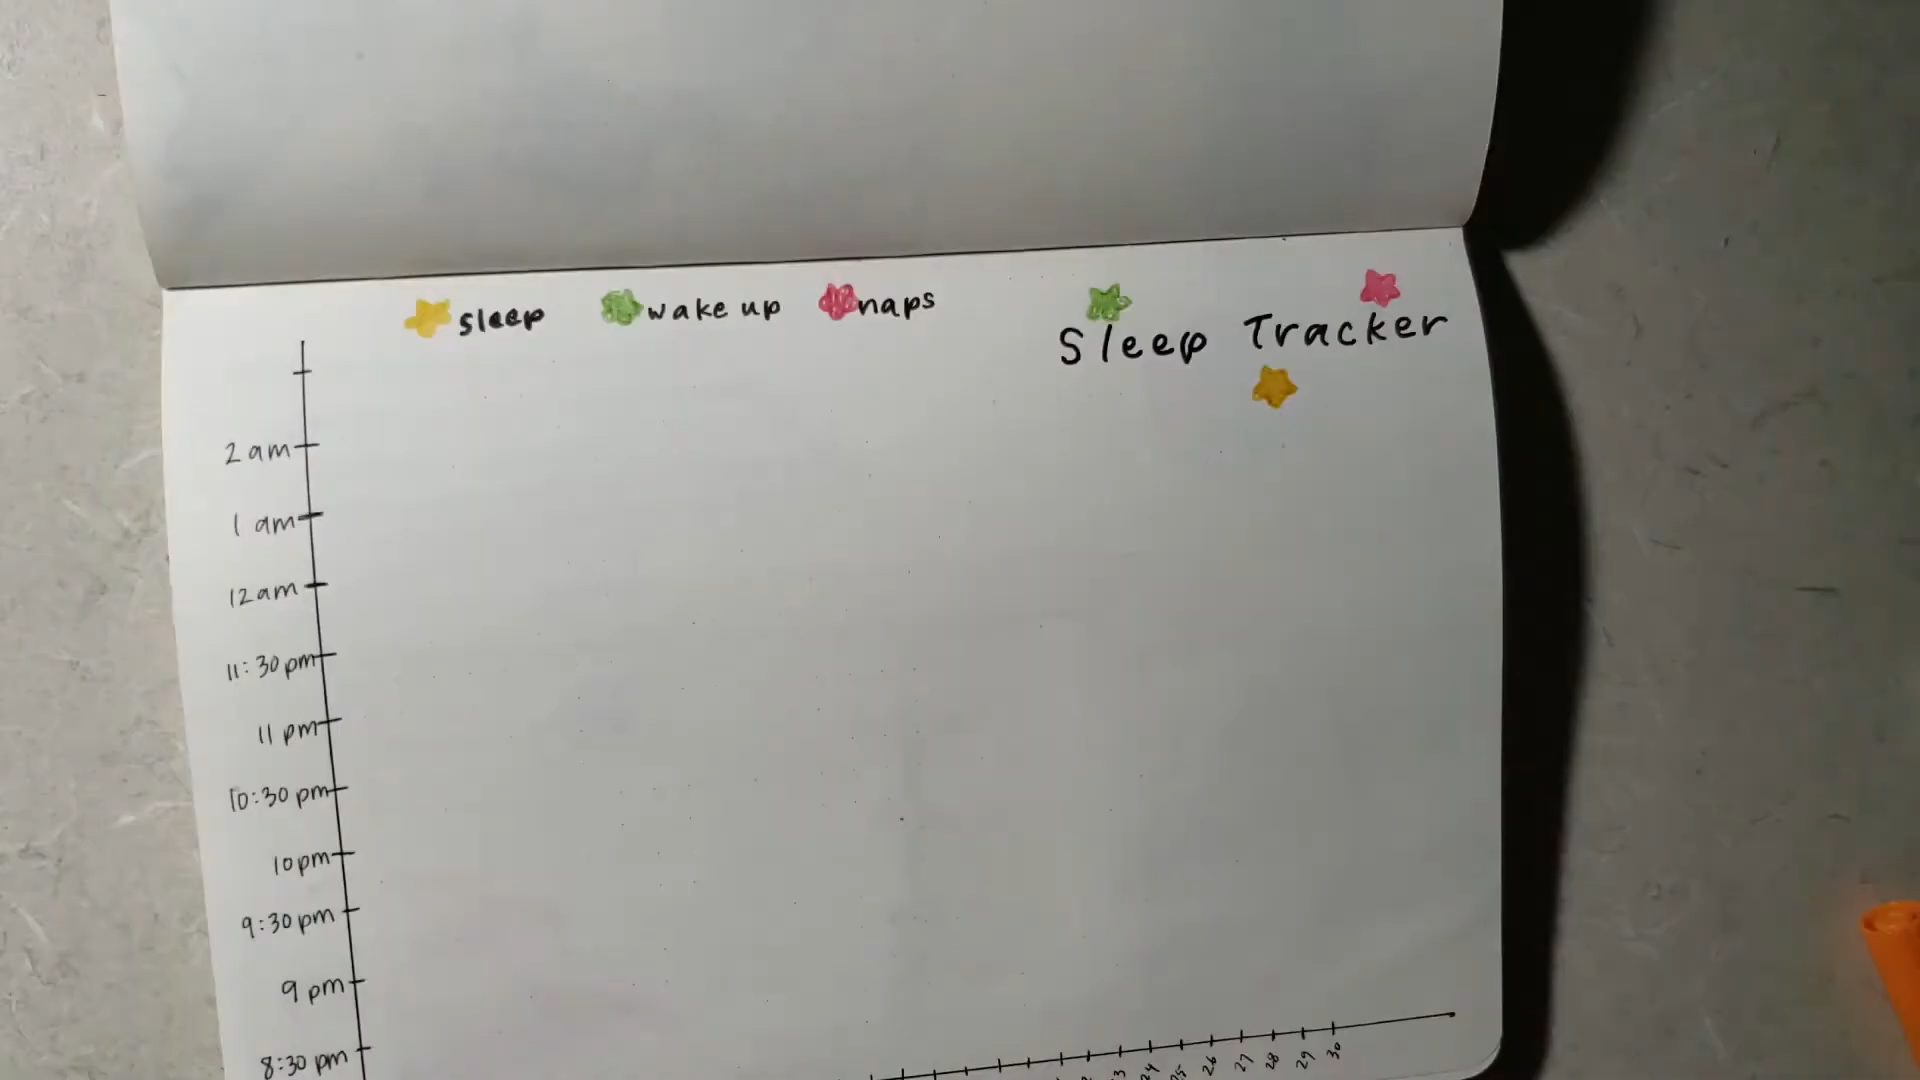 sleep wake up naps
Sleep Tracker
2 am
1 am
12 am
11:30 pm
11 pm
10:30 pm
10 pm
9:30 pm
9 pm
8:30 pm
24 26 27 28 29 30